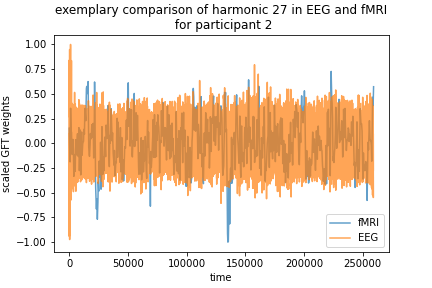 exemplary comparison of harmonic 27 in EEG and fMRI
for participant 2
scaled GFT weights
1.00
0.75
0.50
0.25
0.00
−0.25
−0.50
−0.75
−1.00
0
50000
100000
150000
200000
250000
time
fMRI
EEG